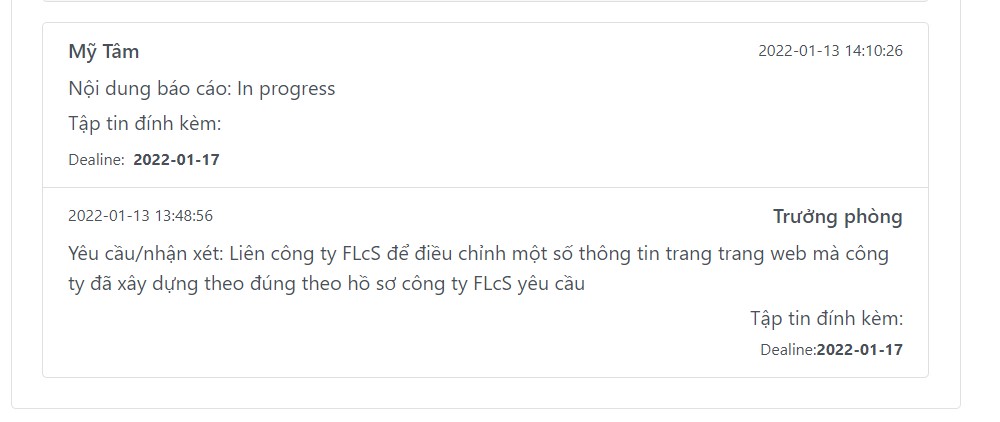 Mỹ Tâm 2022-01-13 14:10:26
Nội dung báo cáo: In progress
Tập tin đính kèm:
Dealine: 2022-01-17
2022-01-13 13:48:56 Trưởng phòng
Yêu cầu/nhận xét: Liên công ty FLcS để điều chỉnh một số thông tin trang trang web mà công
ty đã xây dựng theo đúng theo hồ sơ công ty FLcS yêu cầu
Tập tin đính kèm:
Dealine:2022-01-17